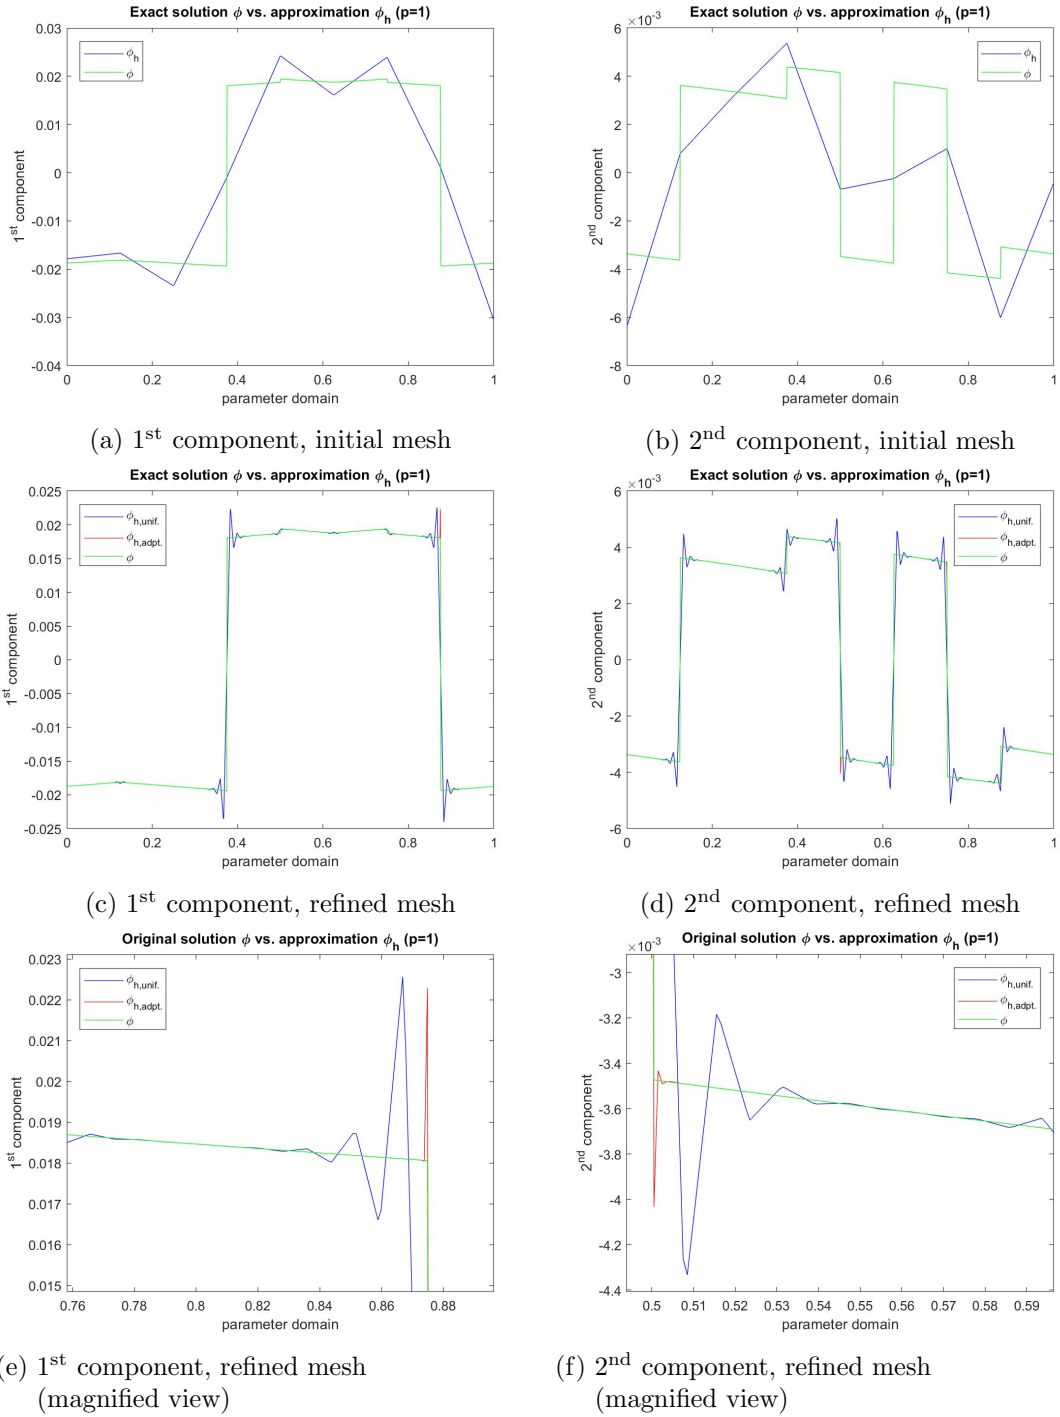 Exact solution ϕ vs. approximation ϕh (p=1)
0.03
0.02
0.01
0
-0.01
-0.02
-0.03
-0.04
1st component
ϕh
ϕ
0 0.2 0.4 0.6 0.8 1
parameter domain
(a) 1st component, initial mesh
Exact solution ϕ vs. approximation ϕh (p=1)
×10-3
6
4
2
0
-2
-4
-6
-8
2nd component
ϕh
ϕ
0 0.2 0.4 0.6 0.8 1
parameter domain
(b) 2nd component, initial mesh
Exact solution ϕ vs. approximation ϕh (p=1)
0.025
0.02
0.015
0.01
0.005
0
-0.005
-0.01
-0.015
-0.02
-0.025
1st component
ϕh,unif.
ϕh,adpt.
ϕ
0 0.2 0.4 0.6 0.8 1
parameter domain
(c) 1st component, refined mesh
Exact solution ϕ vs. approximation ϕh (p=1)
×10-3
6
4
2
0
-2
-4
-6
2nd component
ϕh,unif.
ϕh,adpt.
ϕ
0 0.2 0.4 0.6 0.8 1
parameter domain
(d) 2nd component, refined mesh
Original solution ϕ vs. approximation ϕh (p=1)
0.023
0.022
0.021
0.02
0.019
0.018
0.017
0.016
0.015
1st component
ϕh,unif.
ϕh,adpt.
ϕ
0.76 0.78 0.8 0.82 0.84 0.86 0.88
parameter domain
(e) 1st component, refined mesh
(magnified view)
Original solution ϕ vs. approximation ϕh (p=1)
×10-3
-3
-3.2
-3.4
-3.6
-3.8
-4
-4.2
-4.4
2nd component
ϕh,unif.
ϕh,adpt.
ϕ
0.5 0.51 0.52 0.53 0.54 0.55 0.56 0.57 0.58 0.59
parameter domain
(f) 2nd component, refined mesh
(magnified view)